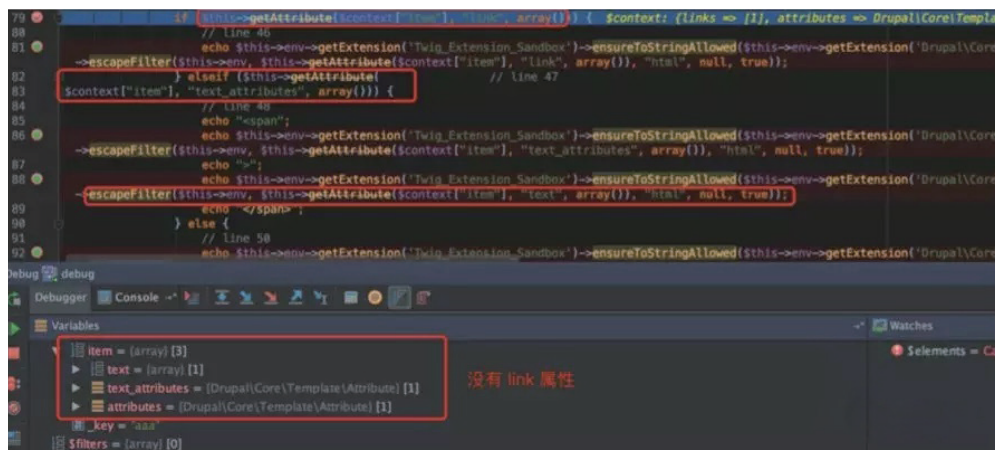 79 if ($this->getAttribute($context["item"], "link", array())) { $context: {links => [1], attributes => Drupal\Core\Templa
80 // line 46
81 echo $this->env->getExtension('Twig_Extension_Sandbox')->ensureToStringAllowed($this->env->getExtension('Drupal\Core
->escapeFilter($this->env, $this->getAttribute($context["item"], "link", array()), "html", null, true));
82 } elseif ($this->getAttribute( // line 47
83 $context["item"], "text_attributes", array())) {
84 // line 48
85 echo "<span";
86 echo $this->env->getExtension('Twig_Extension_Sandbox')->ensureToStringAllowed($this->env->getExtension('Drupal\Core
->escapeFilter($this->env, $this->getAttribute($context["item"], "text_attributes", array()), "html", null, true));
87 echo ">";
88 echo $this->env->getExtension('Twig_Extension_Sandbox')->ensureToStringAllowed($this->env->getExtension('Drupal\Core
->escapeFilter($this->env, $this->getAttribute($context["item"], "text", array()), "html", null, true));
89 echo "</span>";
90 } else {
91 // line 50
92 echo $this->env->getExtension('Twig_Extension_Sandbox')->ensureToStringAllowed($this->env->getExtension('Drupal\Core
Debug debug
Debugger Console
Variables Watches
item = (array) [3] $elements = Ca
text = (array) [1]
text_attributes = {Drupal\Core\Template\Attribute} [1]
attributes = {Drupal\Core\Template\Attribute} [1]
没有 link 属性
_key = "aaa"
$filters = (array) [0]